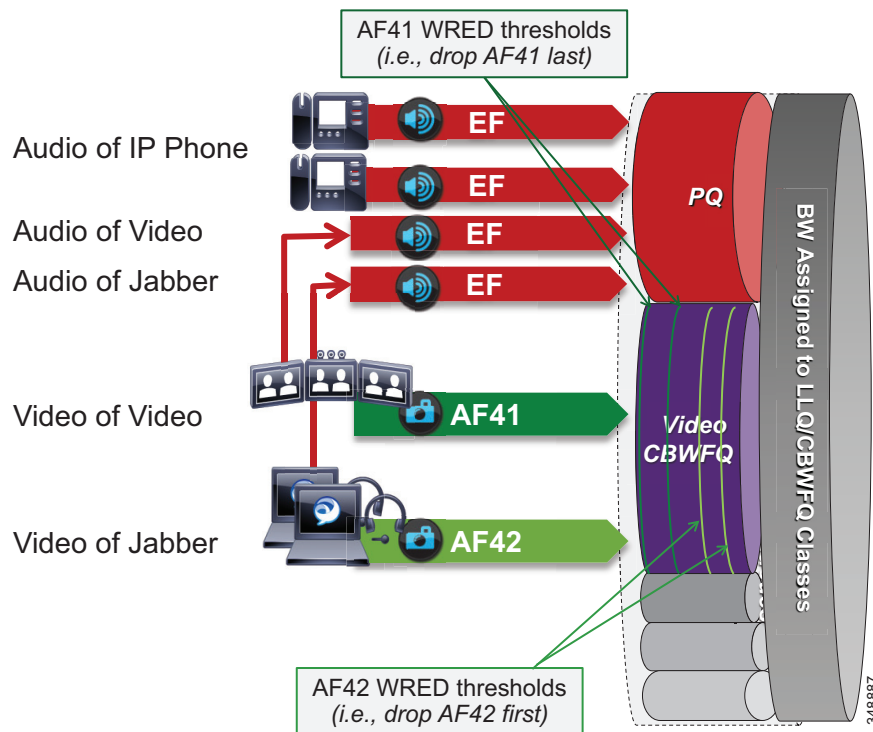 AF41 WRED thresholds
(i.e., drop AF41 last)
Audio of IP Phone
EF
EF
Audio of Video
EF
Audio of Jabber
EF
PQ
Video of Video
AF41
Video
CBWFQ
Video of Jabber
AF42
BW Assigned to LLQ/CBWFQ Classes
AF42 WRED thresholds
(i.e., drop AF42 first)
348887